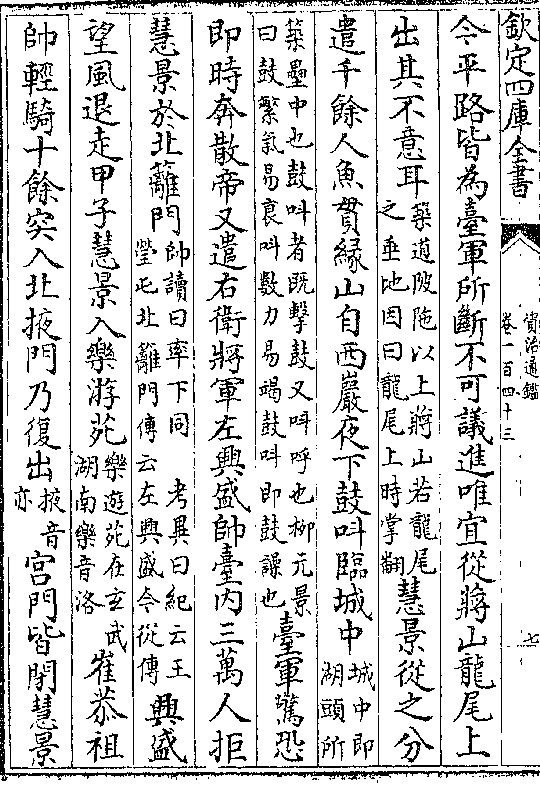 欽定四庫全書
資治通鑑
卷一百四十三
七
今平路皆為臺軍所斷不可議進唯宜從蔣山龍尾上
出其不意耳
築道陂陁以上蔣山若龍尾
之垂地因曰龍尾上時掌翻
慧景從之分
遣千餘人魚貫縁山自西巖夜下鼓叫臨城中
城中即
湖頭所
築壘中也鼓叫者既擊鼓又叫呼也柳元景
曰鼓繁氣易衰叫數力易竭鼓叫即鼓譟也
臺軍驚恐
即時奔散帝又遣右衛將軍左興盛帥臺内三萬人拒
慧景於北籬門
帥讀曰率下同 考異曰紀云王
瑩屯北籬門傳云左興盛今從傳
興盛
望風退走甲子慧景入樂游苑
樂遊苑在玄武
湖南樂音洛
崔恭祖
帥輕騎十餘突入北掖門乃復出
掖音
亦
宮門皆閉慧景